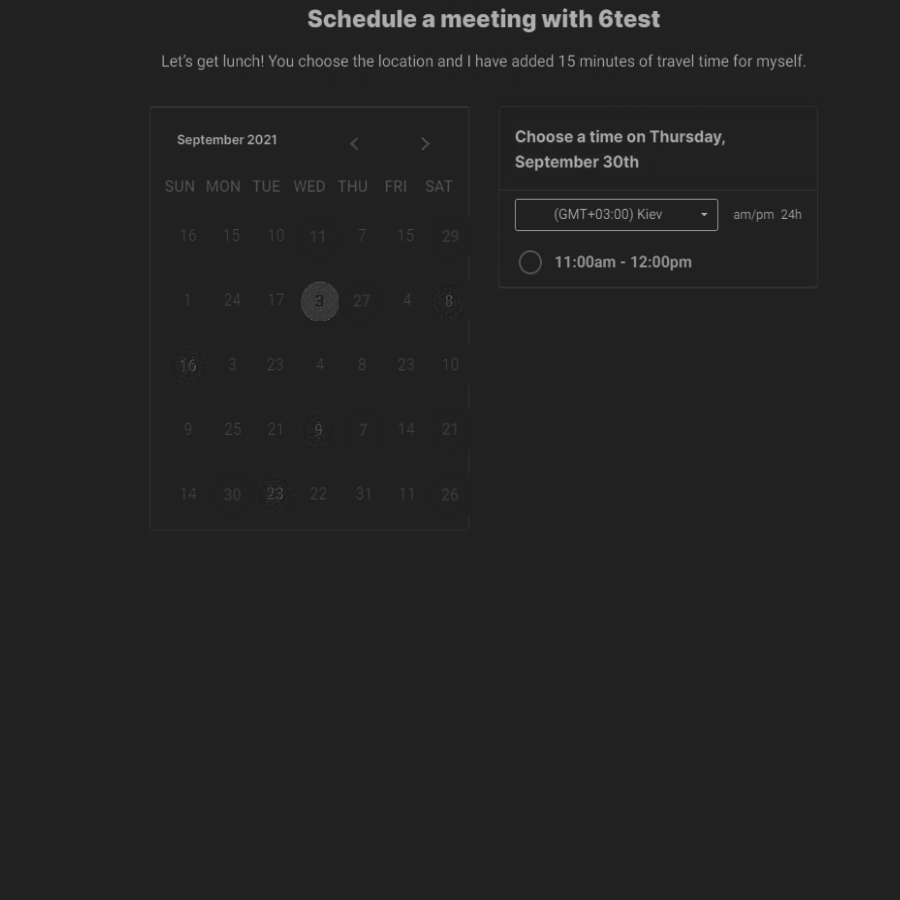 Schedule a meeting with 6test
Let's get lunch! You choose the location and I have added 15 minutes of travel time for myself.
September 2021
SUN MON TUE WED THU FRI SAT
16 15 10 11 7 15 29
1 24 17 3 27 4 8
16 3 23 4 8 23 10
9 25 21 9 7 14 21
14 30 23 22 31 11 26
Choose a time on Thursday,
September 30th
(GMT+03:00) Kiev am/pm 24h
11:00am - 12:00pm